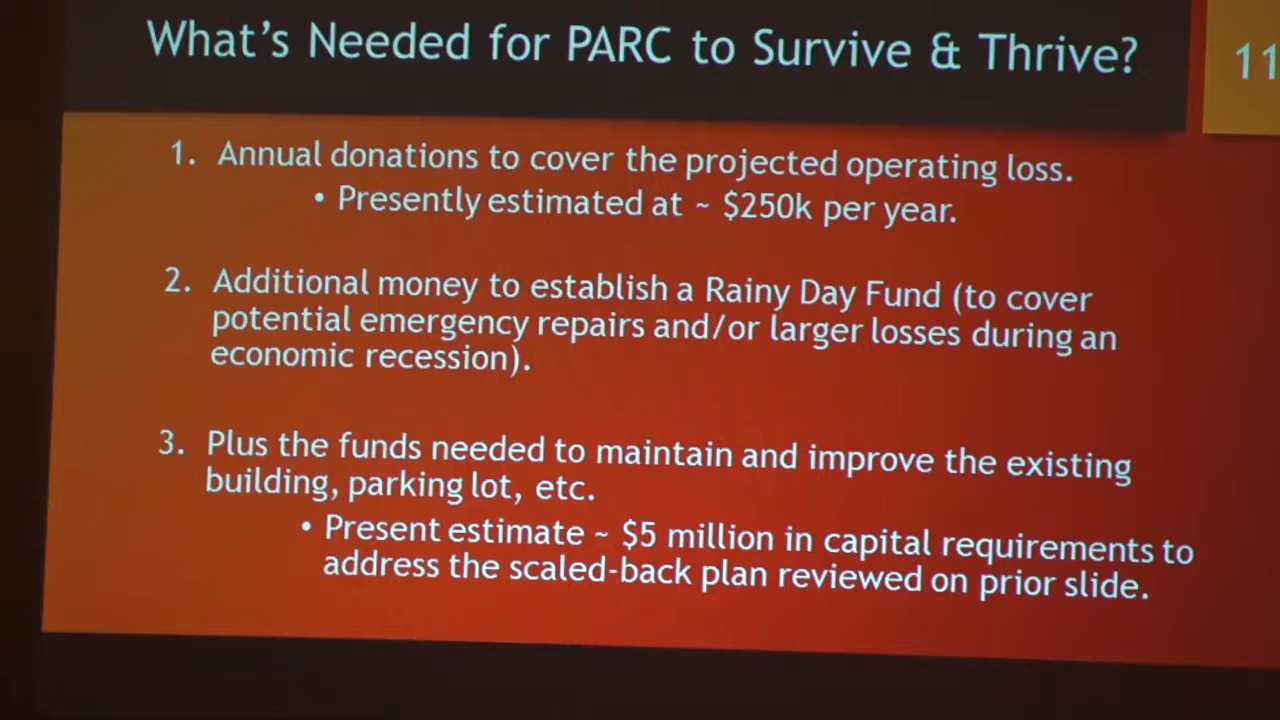 What's Needed for PARC to Survive & Thrive?
11
1. Annual donations to cover the projected operating loss.
• Presently estimated at ~ $250k per year.
2. Additional money to establish a Rainy Day Fund (to cover
potential emergency repairs and/or larger losses during an
economic recession).
3. Plus the funds needed to maintain and improve the existing
building, parking lot, etc.
• Present estimate ~ $5 million in capital requirements to
address the scaled-back plan reviewed on prior slide.